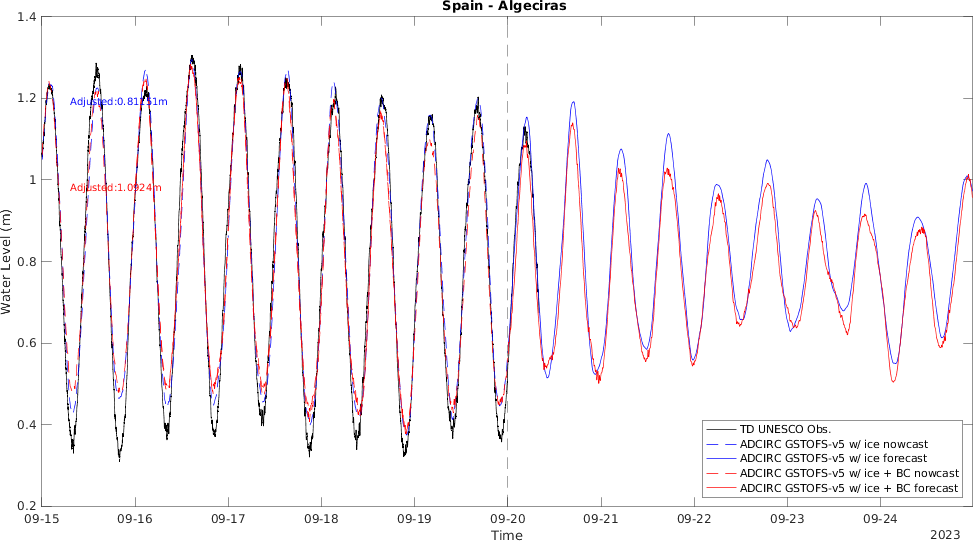 Spain - Algeciras
1.4
1.2
1
0.8
0.6
0.4
0.2
Water Level (m)
Adjusted:0.81151m
Adjusted:1.0924m
TD UNESCO Obs.
ADCIRC GSTOFS-v5 w/ ice nowcast
ADCIRC GSTOFS-v5 w/ ice forecast
ADCIRC GSTOFS-v5 w/ ice + BC nowcast
ADCIRC GSTOFS-v5 w/ ice + BC forecast
09-15 09-16 09-17 09-18 09-19 09-20 09-21 09-22 09-23 09-24
Time
2023